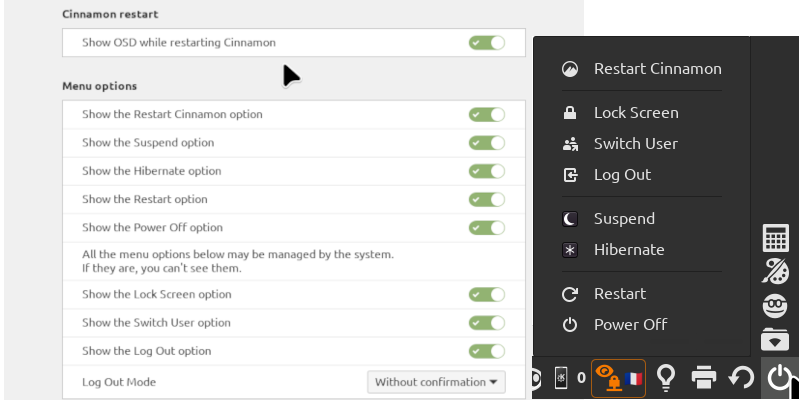 Cinnamon restart
Show OSD while restarting Cinnamon
Menu options
Show the Restart Cinnamon option
Show the Suspend option
Show the Hibernate option
Show the Restart option
Show the Power Off option
All the menu options below may be managed by the system.
If they are, you can't see them.
Show the Lock Screen option
Show the Switch User option
Show the Log Out option
Log Out Mode
Without confirmation
Restart Cinnamon
Lock Screen
Switch User
Log Out
Suspend
Hibernate
Restart
Power Off
0